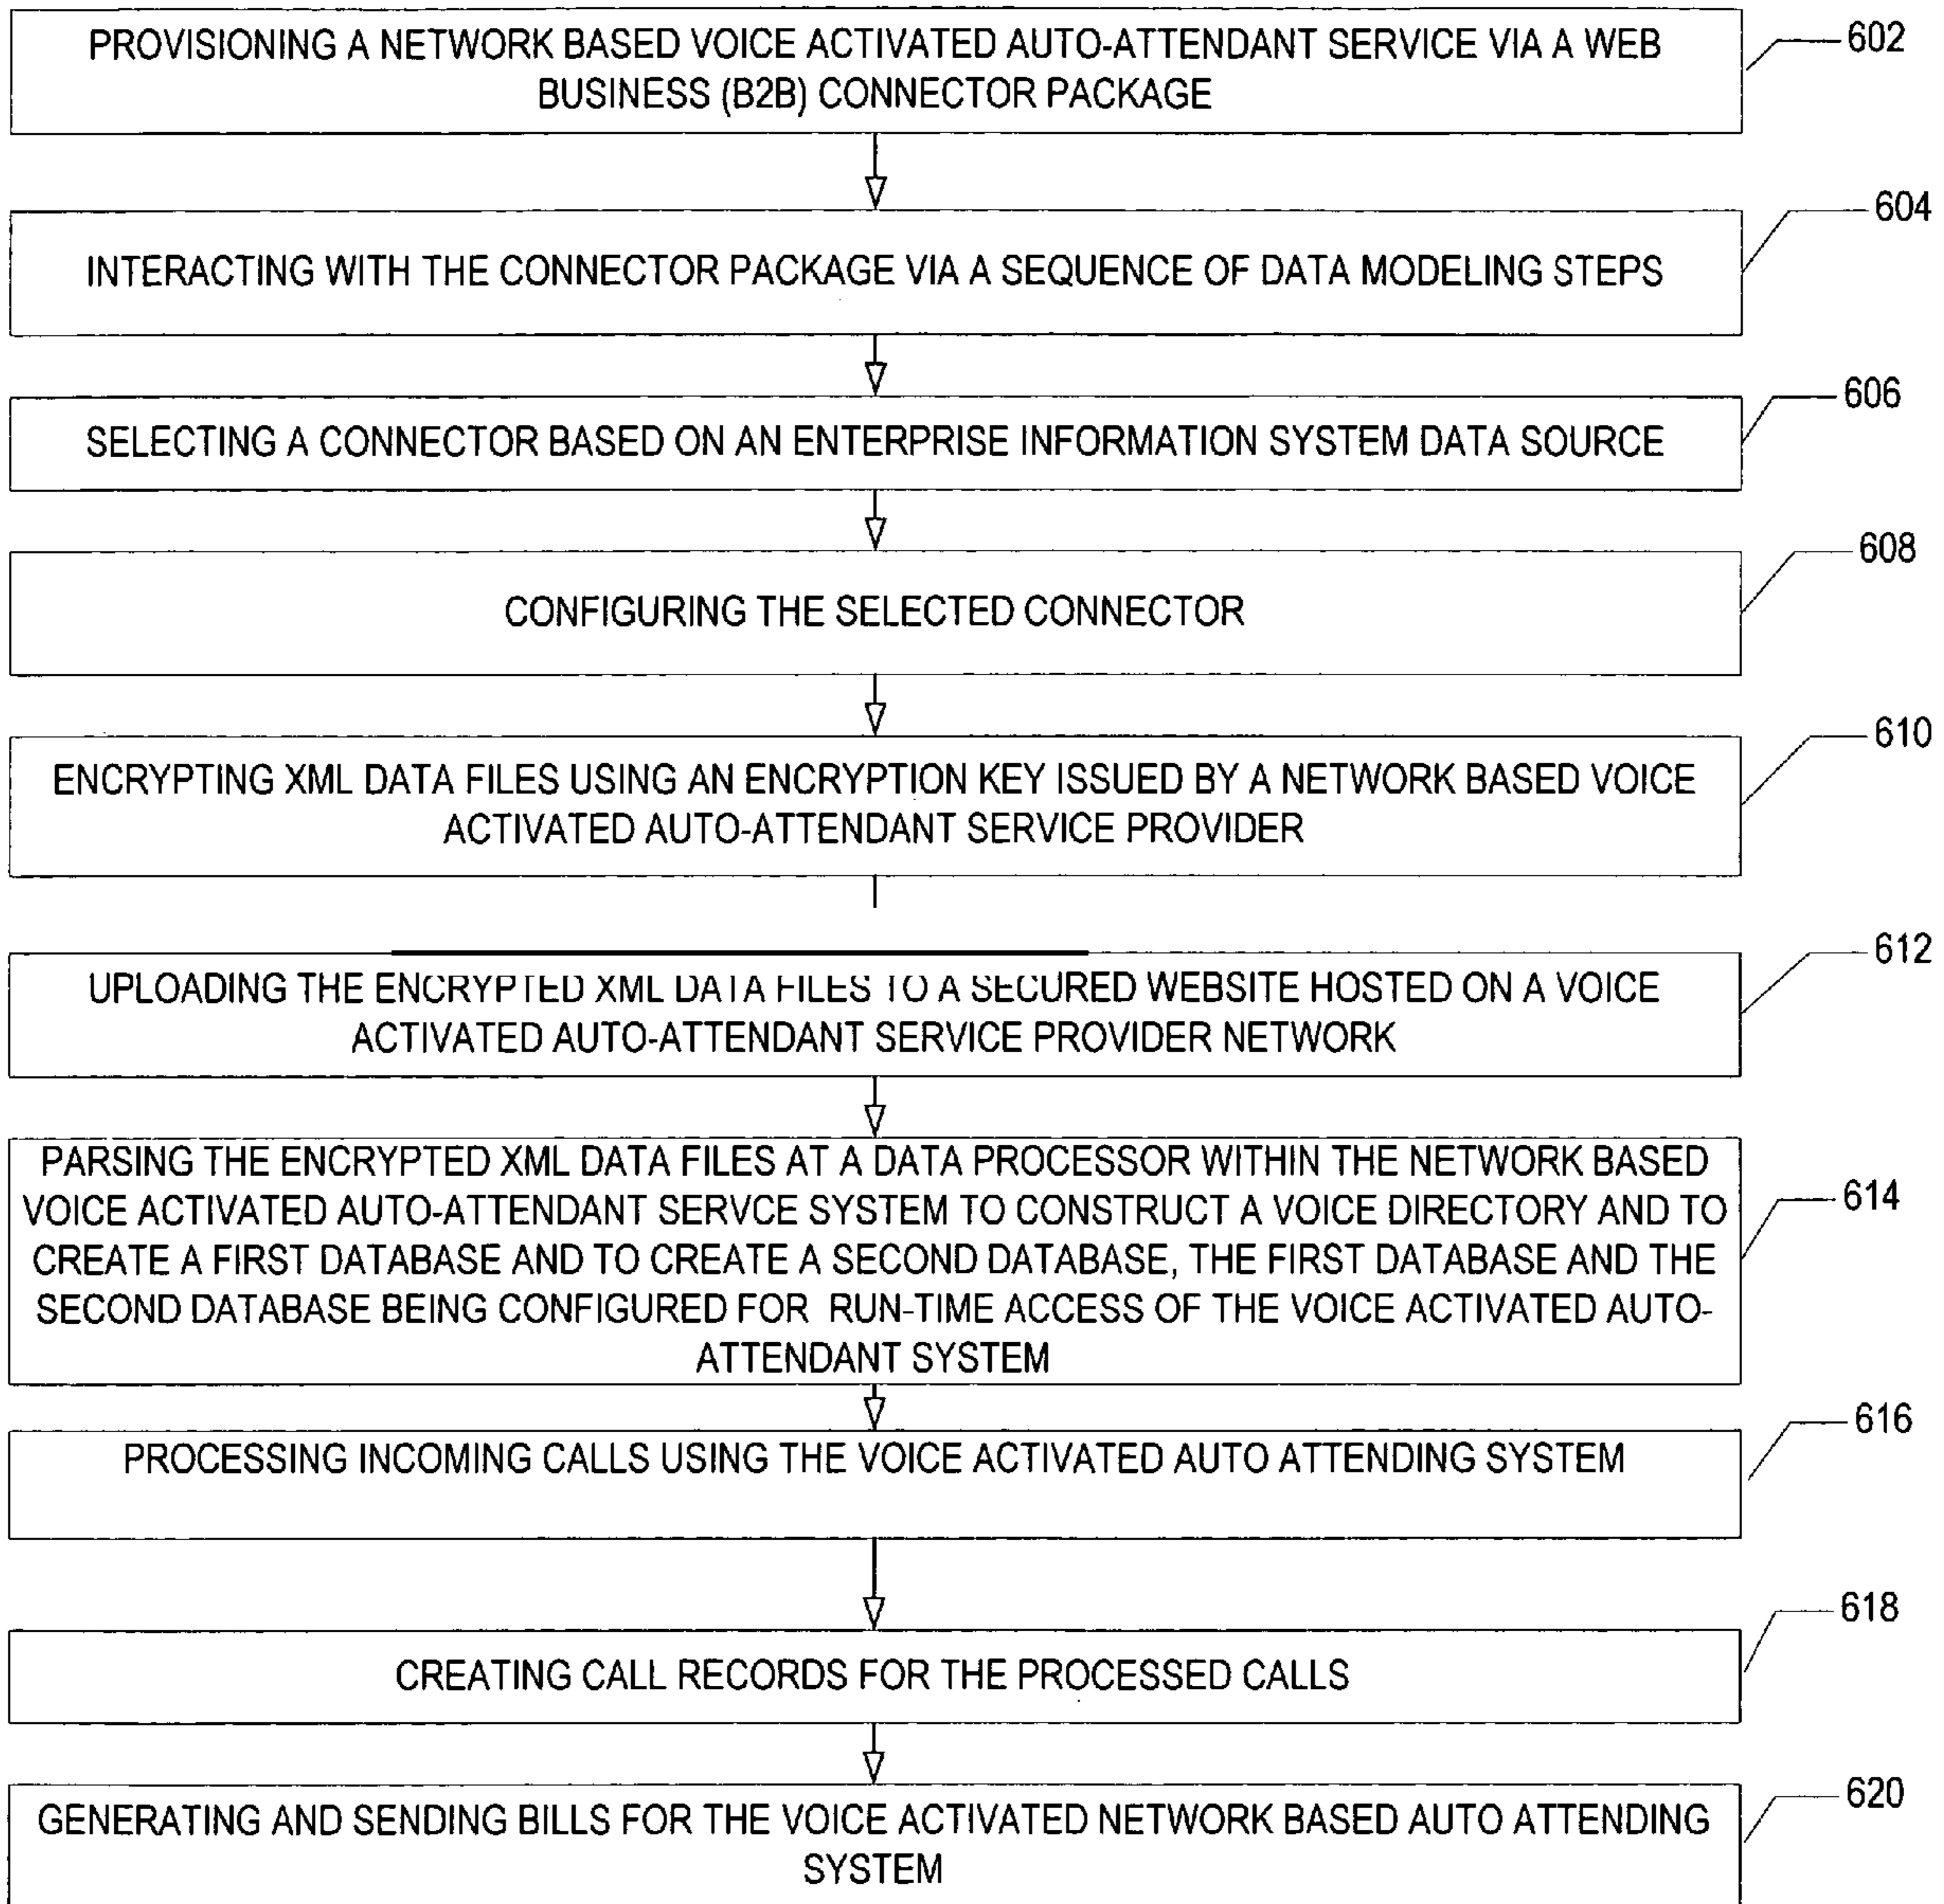 PROVISIONING A NETWORK BASED VOICE ACTIVATED AUTO-ATTENDANT SERVICE VIA A WEB
BUSINESS (B2B) CONNECTOR PACKAGE
602
INTERACTING WITH THE CONNECTOR PACKAGE VIA A SEQUENCE OF DATA MODELING STEPS
604
SELECTING A CONNECTOR BASED ON AN ENTERPRISE INFORMATION SYSTEM DATA SOURCE
606
CONFIGURING THE SELECTED CONNECTOR
608
ENCRYPTING XML DATA FILES USING AN ENCRYPTION KEY ISSUED BY A NETWORK BASED VOICE
ACTIVATED AUTO-ATTENDANT SERVICE PROVIDER
610
UPLOADING THE ENCRYPTED XML DATA FILES TO A SECURED WEBSITE HOSTED ON A VOICE
ACTIVATED AUTO-ATTENDANT SERVICE PROVIDER NETWORK
612
PARSING THE ENCRYPTED XML DATA FILES AT A DATA PROCESSOR WITHIN THE NETWORK BASED
VOICE ACTIVATED AUTO-ATTENDANT SERVCE SYSTEM TO CONSTRUCT A VOICE DIRECTORY AND TO
CREATE A FIRST DATABASE AND TO CREATE A SECOND DATABASE, THE FIRST DATABASE AND THE
SECOND DATABASE BEING CONFIGURED FOR RUN-TIME ACCESS OF THE VOICE ACTIVATED AUTO-
ATTENDANT SYSTEM
614
PROCESSING INCOMING CALLS USING THE VOICE ACTIVATED AUTO ATTENDING SYSTEM
616
CREATING CALL RECORDS FOR THE PROCESSED CALLS
618
GENERATING AND SENDING BILLS FOR THE VOICE ACTIVATED NETWORK BASED AUTO ATTENDING
SYSTEM
620